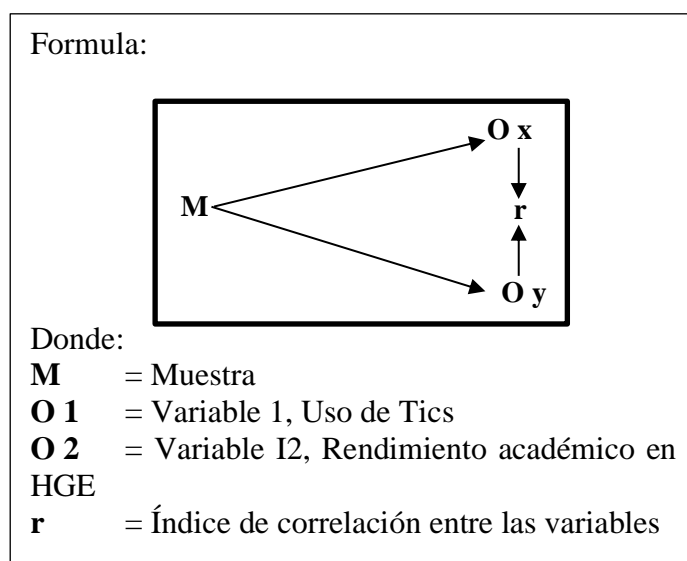 Formula:
O x
M
r
O y
Donde:
M = Muestra
O 1 = Variable 1, Uso de Tics
O 2 = Variable I2, Rendimiento académico en
HGE
r = Índice de correlación entre las variables